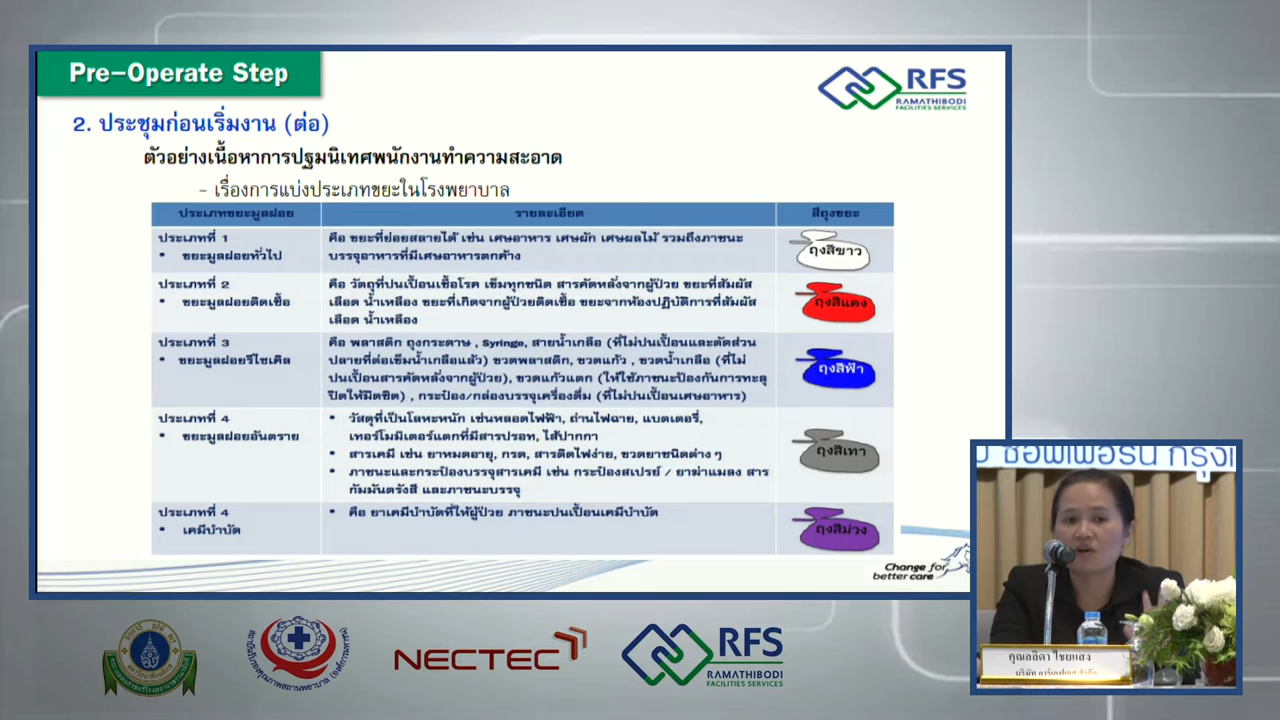 Pre-Operate Step
RFS
RAMATHIBODI
FACILITIES SERVICES
2. ประชุมก่อนเริ่มงาน (ต่อ)
ตัวอย่างเนื้อหาการปฐมนิเทศพนักงานทำความสะอาด
- เรื่องการแบ่งประเภทขยะในโรงพยาบาล
ประเภทขยะมูลฝอย รายละเอียด สีถุงขยะ
ประเภทที่ 1
• ขยะมูลฝอยทั่วไป
คือ ขยะที่ย่อยสลายได้ เช่น เศษอาหาร เศษผัก เศษผลไม้ รวมถึงภาชนะ
บรรจุอาหารที่มีเศษอาหารตกค้าง
ถุงสีขาว
ประเภทที่ 2
• ขยะมูลฝอยติดเชื้อ
คือ วัตถุที่ปนเปื้อนเชื้อโรค เข็มทุกชนิด สารคัดหลั่งจากผู้ป่วย ขยะที่สัมผัส
เลือด น้ำเหลือง ขยะที่เกิดจากผู้ป่วยติดเชื้อ ขยะจากห้องปฏิบัติการที่สัมผัส
เลือด น้ำเหลือง
ถุงสีแดง
ประเภทที่ 3
• ขยะมูลฝอยรีไซเคิล
คือ พลาสติก ถุงกระดาษ , Syringe, สายน้ำเกลือ (ที่ไม่ปนเปื้อนและตัดส่วน
ปลายที่ต่อเข็มน้ำเกลือแล้ว) ขวดพลาสติก, ขวดแก้ว , ขวดน้ำเกลือ (ที่ไม่
ปนเปื้อนสารคัดหลั่งจากผู้ป่วย), ขวดแก้วแตก (ให้ใช้ภาชนะป้องกันการทะลุ
ปิดให้มิดชิด) , กระป๋อง/กล่องบรรจุเครื่องดื่ม (ที่ไม่ปนเปื้อนเศษอาหาร)
ถุงสีฟ้า
ประเภทที่ 4
• ขยะมูลฝอยอันตราย
• วัสดุที่เป็นโลหะหนัก เช่นหลอดไฟฟ้า, ถ่านไฟฉาย, แบตเตอรี่,
เทอร์โมมิเตอร์แตกที่มีสารปรอท, ไส้ปากกา
• สารเคมี เช่น ยาหมดอายุ, กรด, สารติดไฟง่าย, ขวดยาชนิดต่าง ๆ
• ภาชนะและกระป๋องบรรจุสารเคมี เช่น กระป๋องสเปรย์ / ยาฆ่าแมลง สาร
กัมมันตรังสี และภาชนะบรรจุ
ถุงสีเทา
ประเภทที่ 4
• เคมีบำบัด
• คือ ยาเคมีบำบัดที่ให้ผู้ป่วย ภาชนะปนเปื้อนเคมีบำบัด
ถุงสีม่วง
Change for
better care
คุณลลิดา ไชยแสง
NECTEC
RFS
RAMATHIBODI
FACILITIES SERVICES